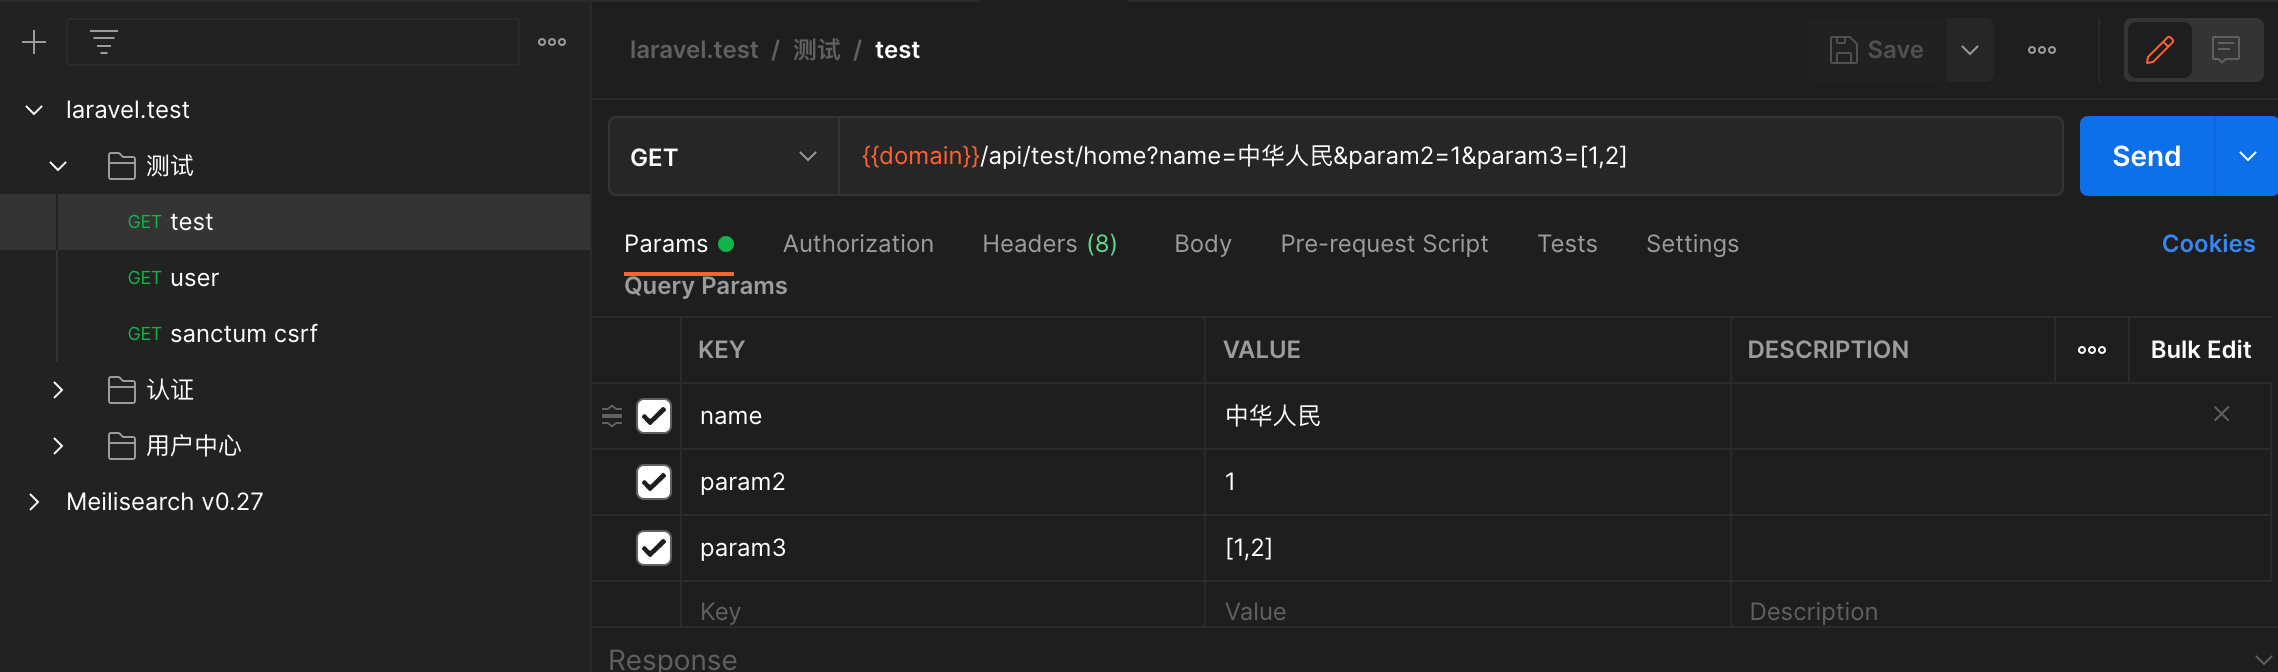 laravel.test
测试
GET test
GET user
GET sanctum csrf
认证
用户中心
Meilisearch v0.27
laravel.test / 测试 / test
Save
GET
{{domain}}/api/test/home?name=中华人民&param2=1&param3=[1,2]
Send
Params Authorization Headers (8) Body Pre-request Script Tests Settings Cookies
Query Params
KEY VALUE DESCRIPTION Bulk Edit
name 中华人民
param2 1
param3 [1,2]
Key Value Description
Response